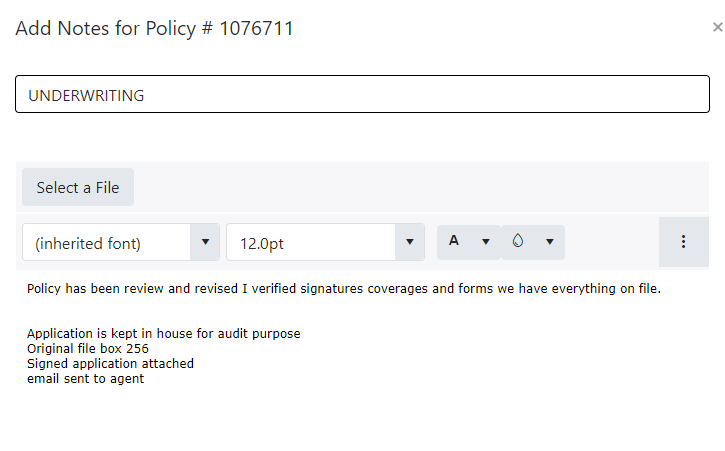 Add Notes for Policy # 1076711
×
UNDERWRITING
Select a File
(inherited font)
12.0pt
A
Policy has been review and revised I verified signatures coverages and forms we have everything on file.
Application is kept in house for audit purpose
Original file box 256
Signed application attached
email sent to agent